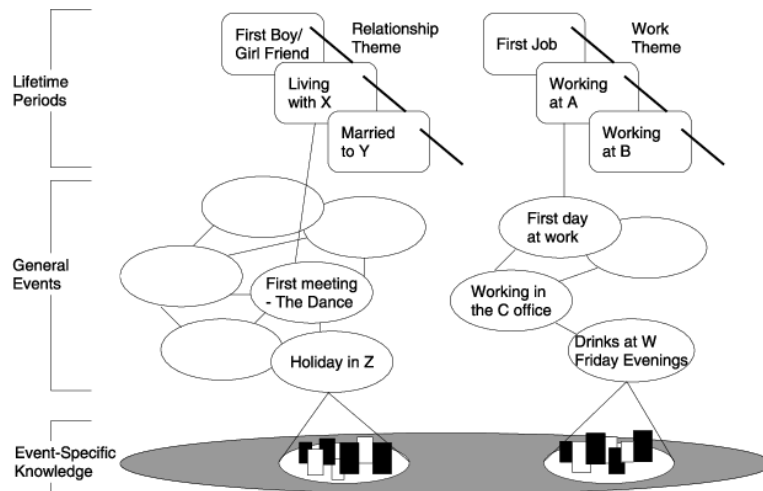 Lifetime
Periods
First Boy/
Girl Friend
Relationship
Theme
Living
with X
Married
to Y
First Job
Work
Theme
Working
at A
Working
at B
General
Events
First meeting
- The Dance
Holiday in Z
First day
at work
Working in
the C office
Drinks at W
Friday Evenings
Event-Specific
Knowledge